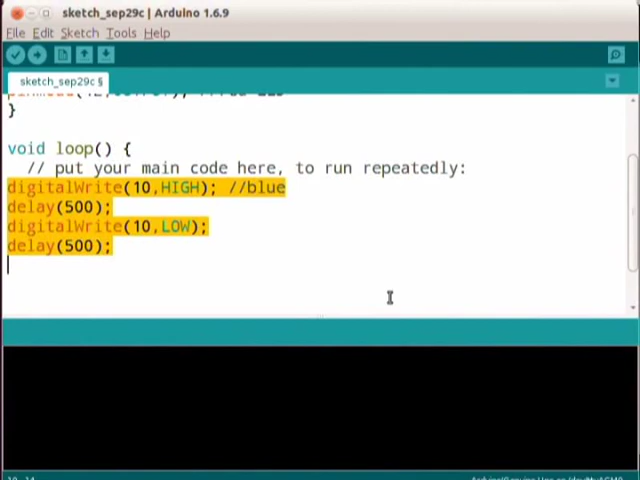 sketch_sep29c | Arduino 1.6.9
File Edit Sketch Tools Help
sketch_sep29c §
}
void loop() {
// put your main code here, to run repeatedly:
digitalWrite(10,HIGH); //blue
delay(500);
digitalWrite(10,LOW);
delay(500);